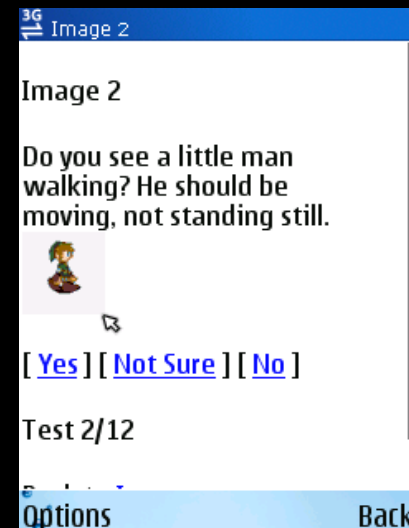 3G
Image 2
Image 2
Do you see a little man
walking? He should be
moving, not standing still.
[ Yes ] [ Not Sure ] [ No ]
Test 2/12
Options Back